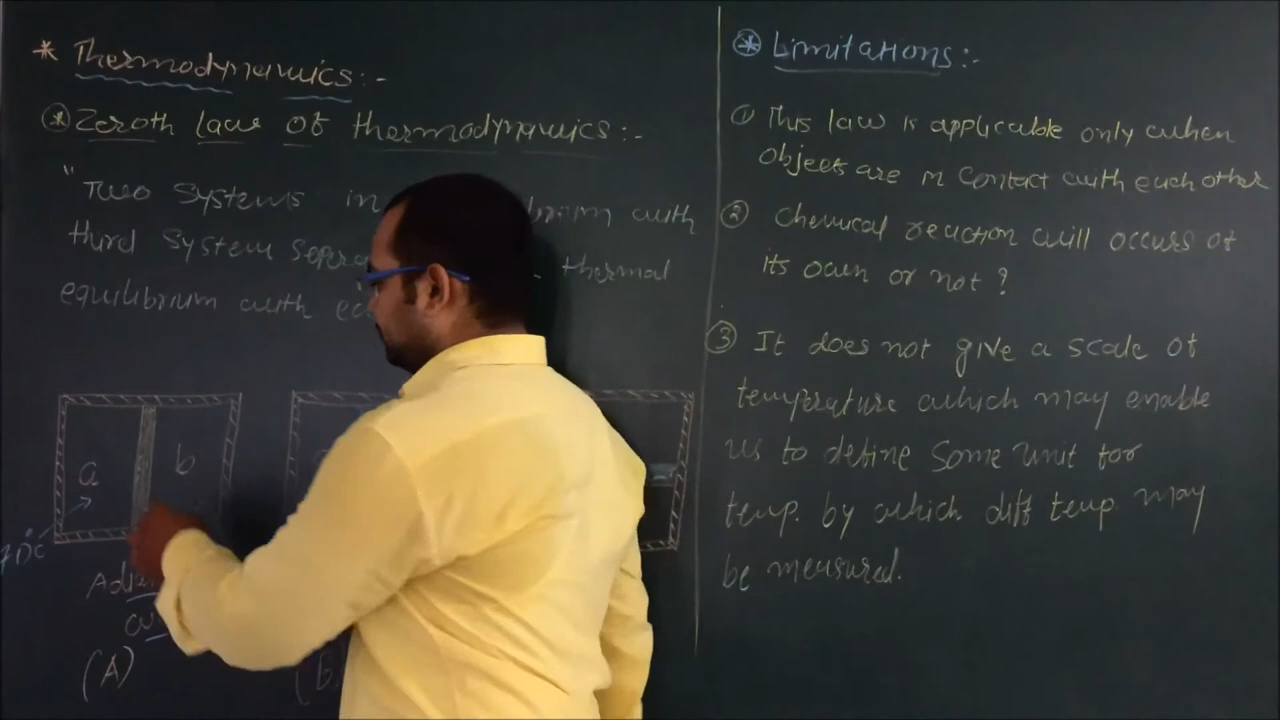 * Thermodynamics:-
* Zeroth law of thermodynamics:-
"Two Systems in
with
third system
thermal
equilibrium with
a
b
(A)
(b
* Limitations:-
① This law is applicable only when
Objects are in Contact with each other
② Chemical reaction will occurs of
its own or not ?
③ It does not give a scale of
temperature which may enable
us to define some unit for
temp. by which diff temp may
be measured.